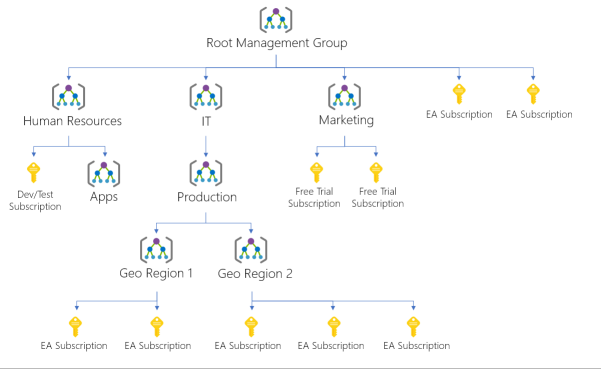 Root Management Group
Human Resources
IT
Marketing
EA Subscription
EA Subscription
Dev/Test
Subscription
Apps
Production
Free Trial
Subscription
Free Trial
Subscription
Geo Region 1
Geo Region 2
EA Subscription
EA Subscription
EA Subscription
EA Subscription
EA Subscription